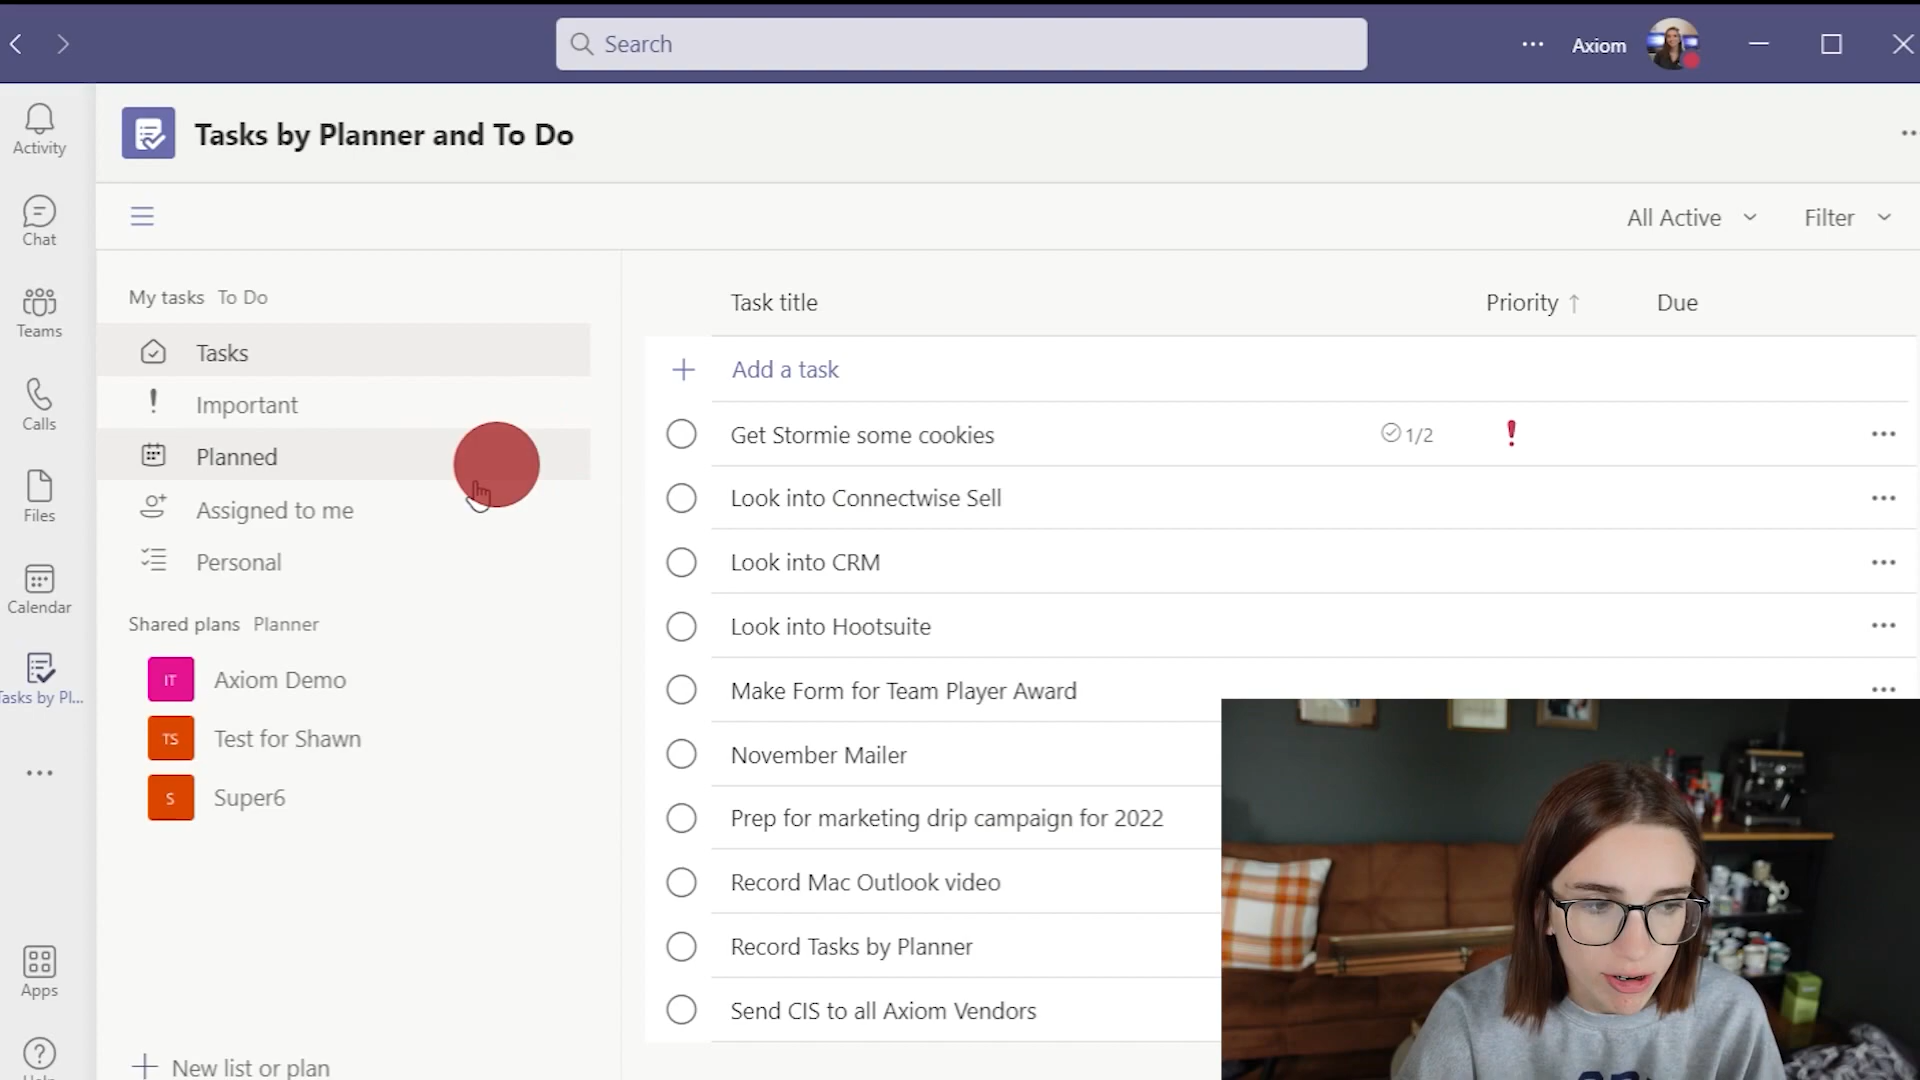 Search
Axiom
Activity
Chat
Teams
Calls
Files
Calendar
Tasks by Pl...
Apps
Tasks by Planner and To Do
All Active
Filter
My tasks To Do
Tasks
Important
Planned
Assigned to me
Personal
Shared plans Planner
IT Axiom Demo
TS Test for Shawn
S Super6
New list or plan
Task title Priority ↑ Due
Add a task
Get Stormie some cookies 1/2
Look into Connectwise Sell
Look into CRM
Look into Hootsuite
Make Form for Team Player Award
November Mailer
Prep for marketing drip campaign for 2022
Record Mac Outlook video
Record Tasks by Planner
Send CIS to all Axiom Vendors